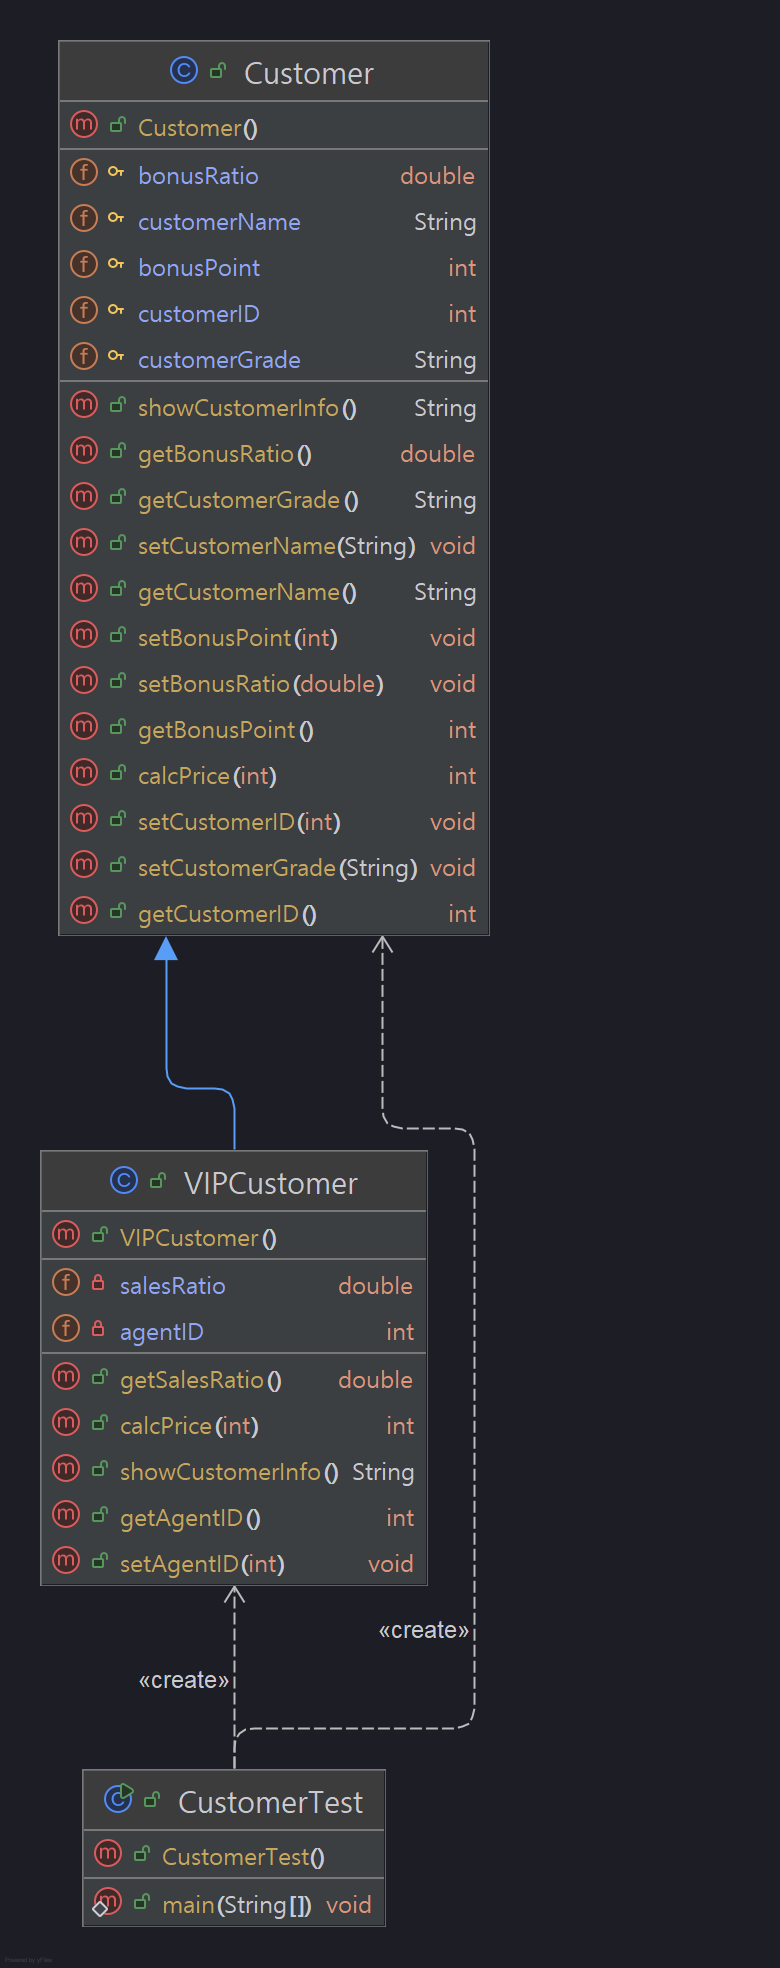 Customer
Customer()
bonusRatio double
customerName String
bonusPoint int
customerID int
customerGrade String
showCustomerInfo() String
getBonusRatio() double
getCustomerGrade() String
setCustomerName(String) void
getCustomerName() String
setBonusPoint(int) void
setBonusRatio(double) void
getBonusPoint() int
calcPrice(int) int
setCustomerID(int) void
setCustomerGrade(String) void
getCustomerID() int
VIPCustomer
VIPCustomer()
salesRatio double
agentID int
getSalesRatio() double
calcPrice(int) int
showCustomerInfo() String
getAgentID() int
setAgentID(int) void
«create»
«create»
CustomerTest
CustomerTest()
main(String[]) void
Powered by yFiles